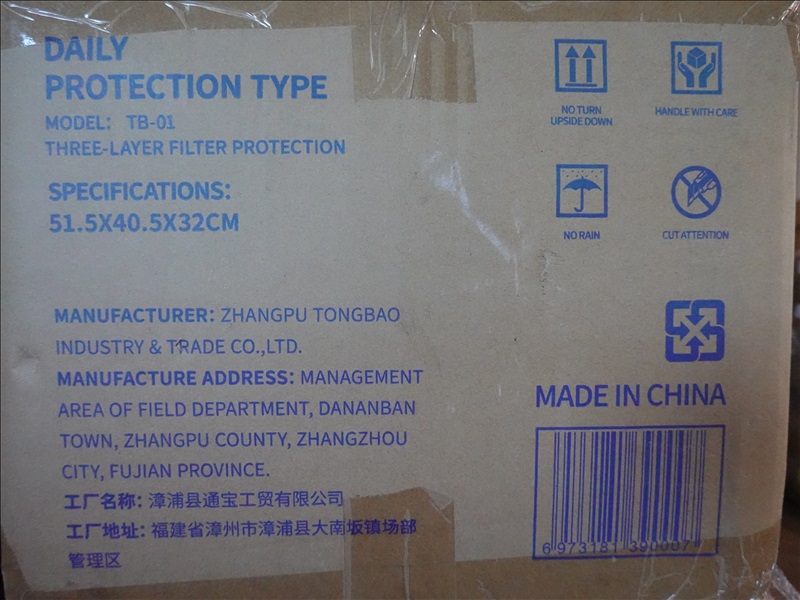 DAILY
PROTECTION TYPE
MODEL: TB-01
THREE-LAYER FILTER PROTECTION
SPECIFICATIONS:
51.5X40.5X32CM
NO TURN
UPSIDE DOWN
HANDLE WITH CARE
NO RAIN
CUT ATTENTION
MANUFACTURER: ZHANGPU TONGBAO
INDUSTRY & TRADE CO.,LTD.
MANUFACTURE ADDRESS: MANAGEMENT
AREA OF FIELD DEPARTMENT, DANANBAN
TOWN, ZHANGPU COUNTY, ZHANGZHOU
CITY, FUJIAN PROVINCE.
工厂名称: 漳浦县通宝工贸有限公司
工厂地址: 福建省漳州市漳浦县大南坂镇场部
管理区
MADE IN CHINA
6 973181 390007